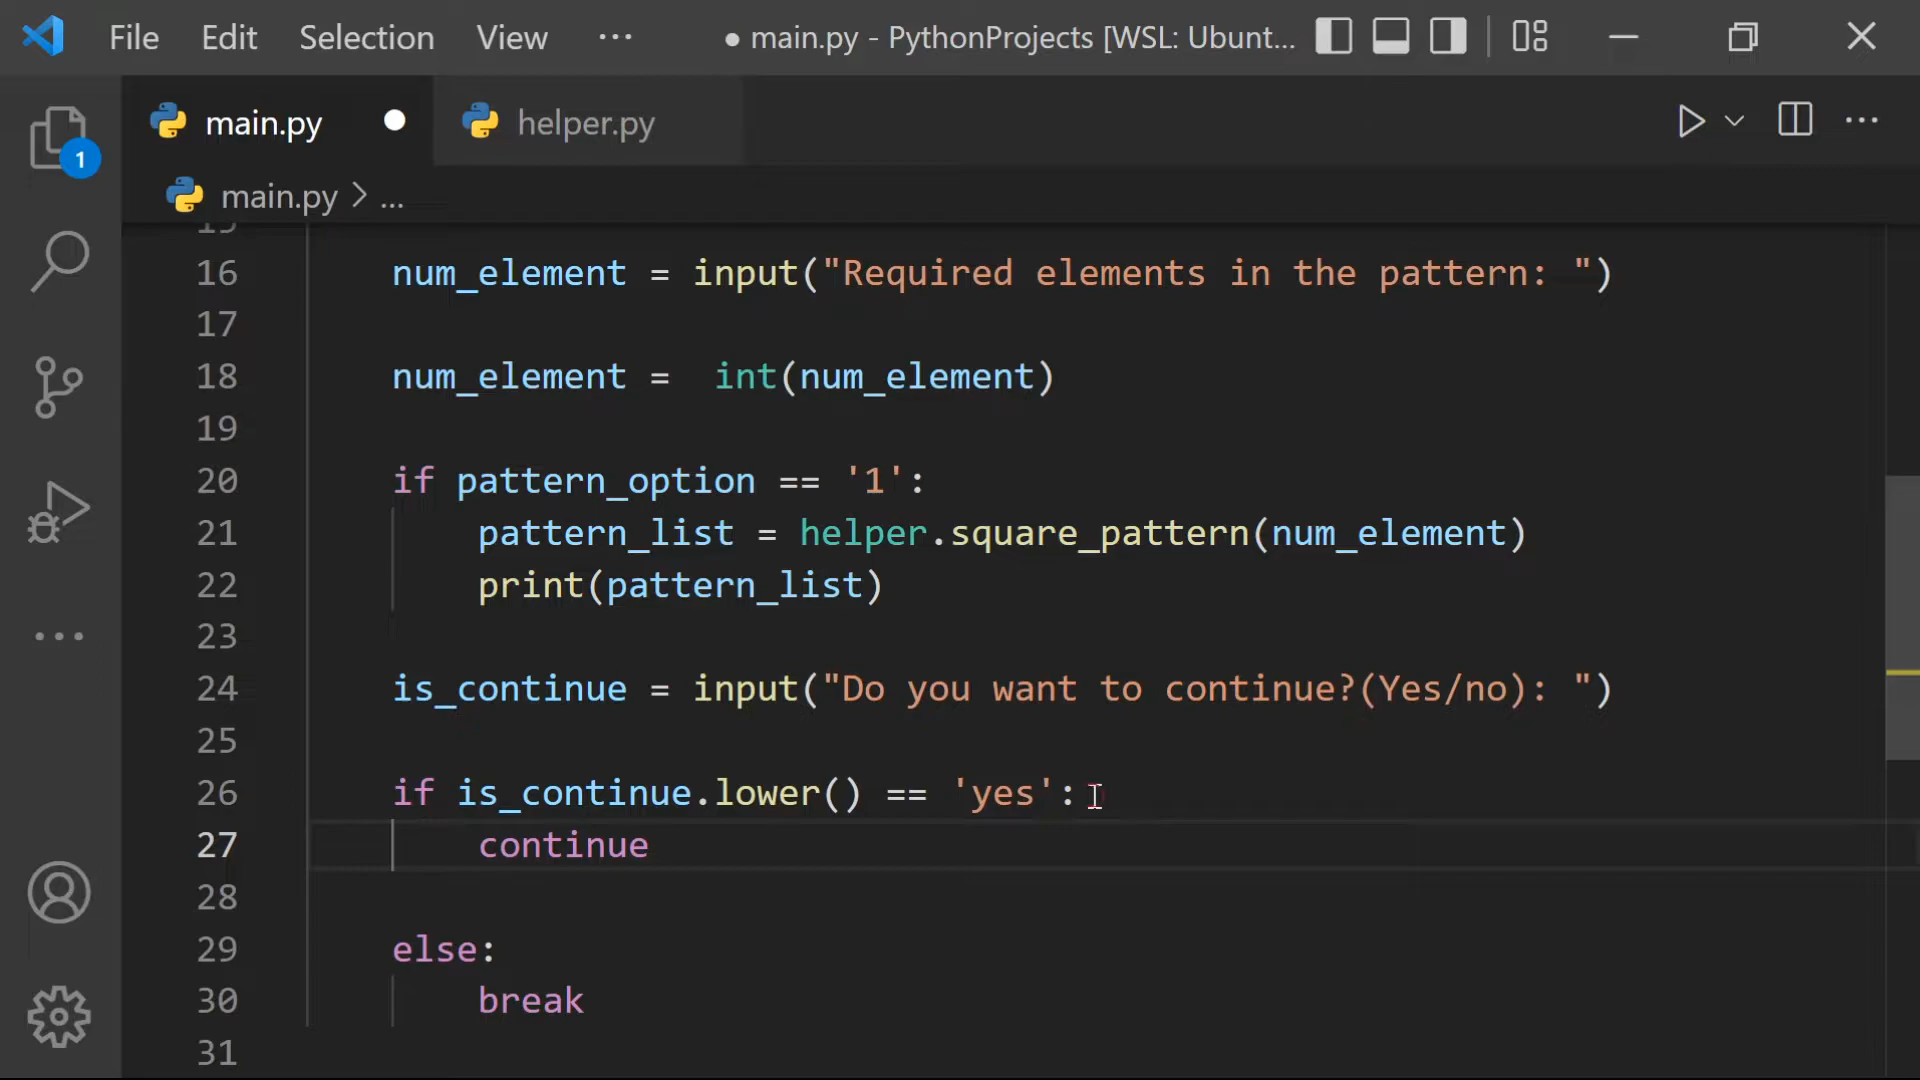 File Edit Selection View ··· ● main.py - PythonProjects [WSL: Ubunt...
main.py ● helper.py
main.py > ...
1
15
16 num_element = input("Required elements in the pattern: ")
17
18 num_element =  int(num_element)
19
20 if pattern_option == '1':
21 pattern_list = helper.square_pattern(num_element)
22 print(pattern_list)
23
24 is_continue = input("Do you want to continue?(Yes/no): ")
25
26 if is_continue.lower() == 'yes':
27 continue
28
29 else:
30 break
31